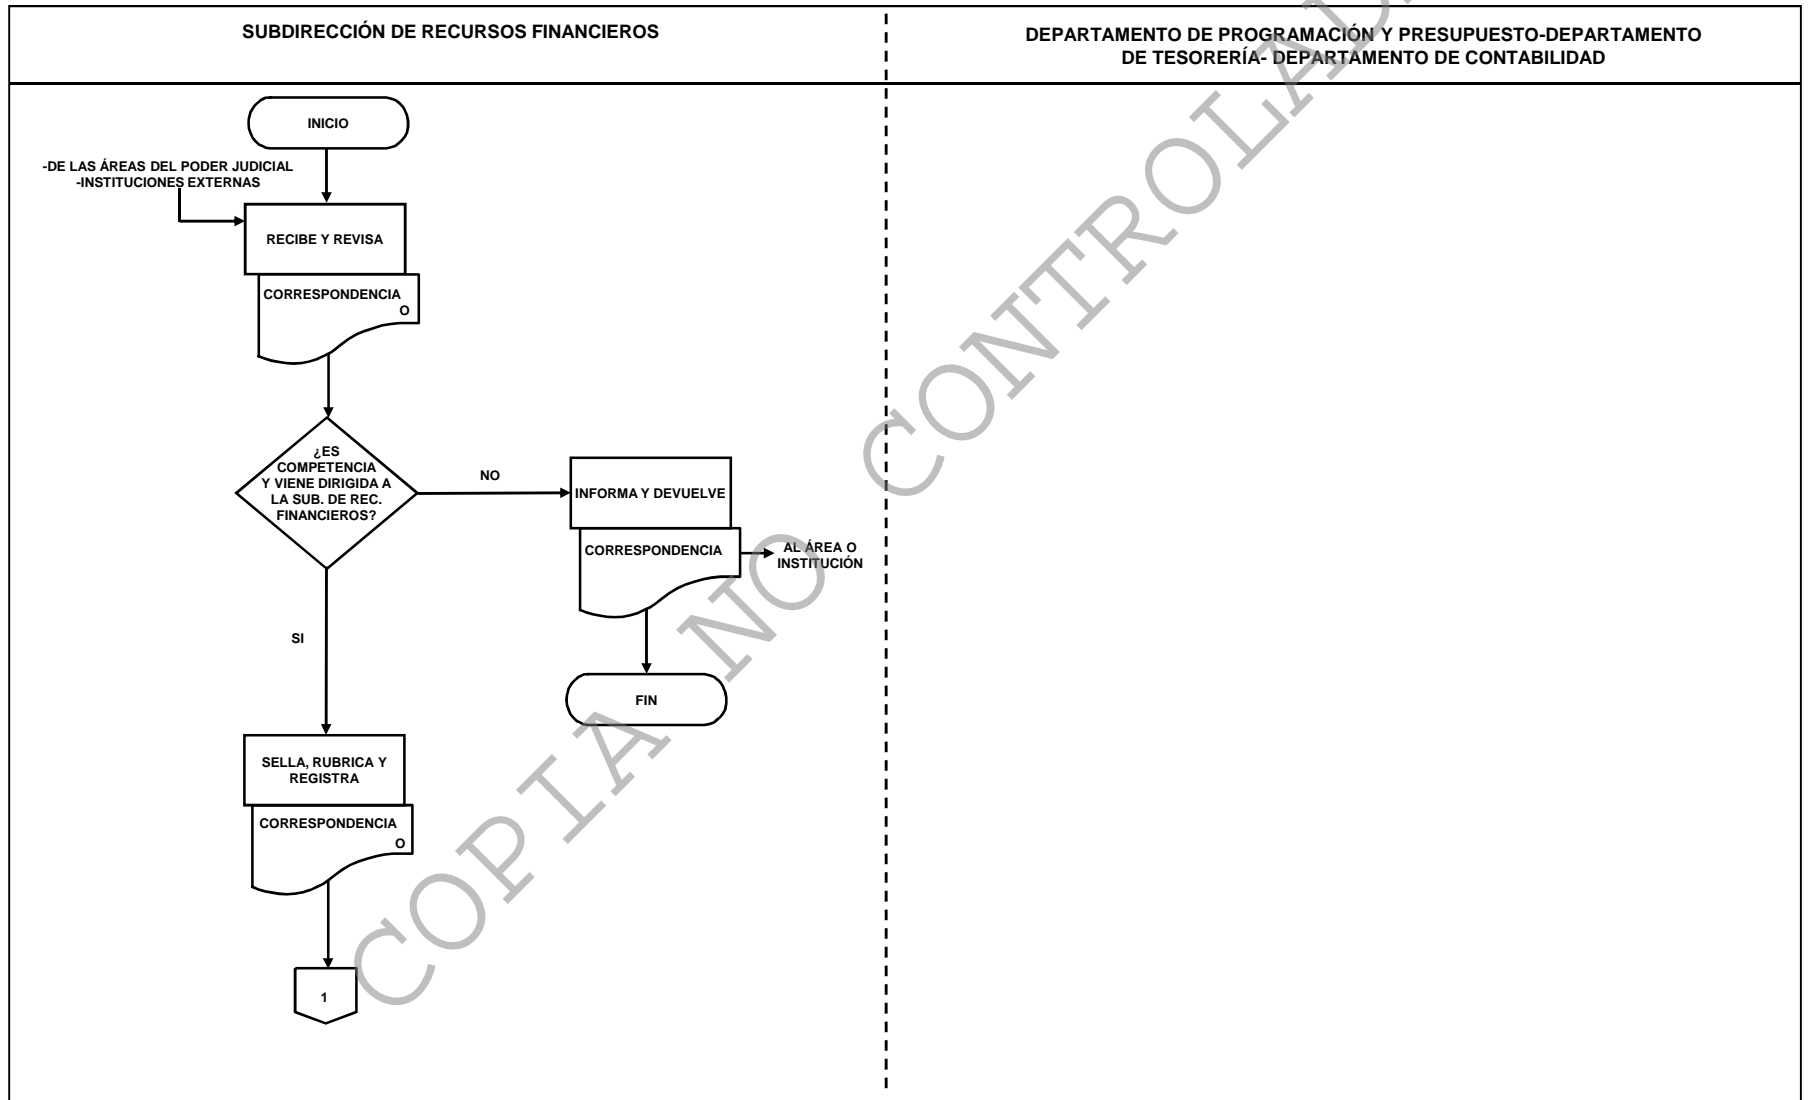 SUBDIRECCIÓN DE RECURSOS FINANCIEROS
DEPARTAMENTO DE PROGRAMACIÓN Y PRESUPUESTO-DEPARTAMENTO
DE TESORERÍA- DEPARTAMENTO DE CONTABILIDAD
INICIO
-DE LAS ÁREAS DEL PODER JUDICIAL
-INSTITUCIONES EXTERNAS
RECIBE Y REVISA
CORRESPONDENCIA
O
¿ES
COMPETENCIA
Y VIENE DIRIGIDA A
LA SUB. DE REC.
FINANCIEROS?
NO
INFORMA Y DEVUELVE
CORRESPONDENCIA
AL ÁREA O
INSTITUCIÓN
FIN
SI
SELLA, RUBRICA Y
REGISTRA
CORRESPONDENCIA
O
1
COPIA NO CONTROLAD